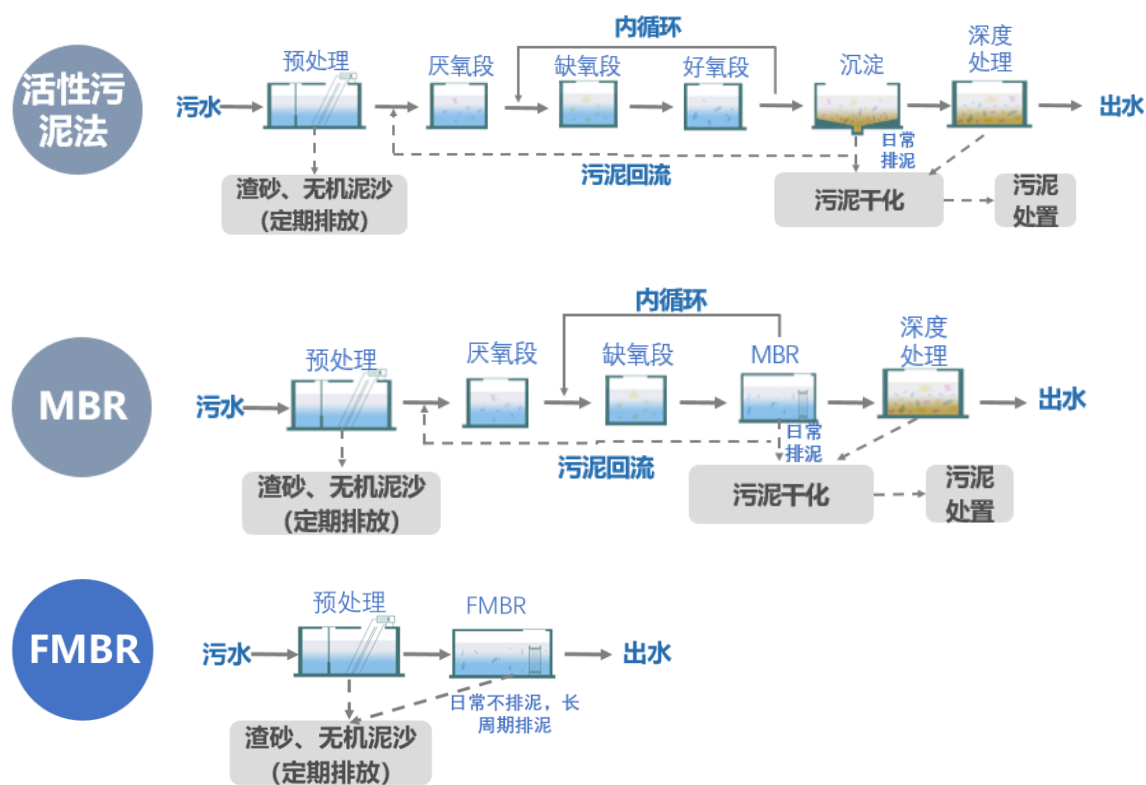 内循环
深度
处理
预处理
厌氧段
缺氧段
好氧段
沉淀
活性污
泥法
污水
出水
日常
排泥
污泥回流
渣砂、无机泥沙
(定期排放)
污泥干化
污泥
处置
内循环
深度
处理
预处理
厌氧段
缺氧段
MBR
MBR
污水
出水
日常
排泥
污泥回流
渣砂、无机泥沙
(定期排放)
污泥干化
污泥
处置
预处理
FMBR
FMBR
污水
出水
日常不排泥，长
周期排泥
渣砂、无机泥沙
(定期排放)